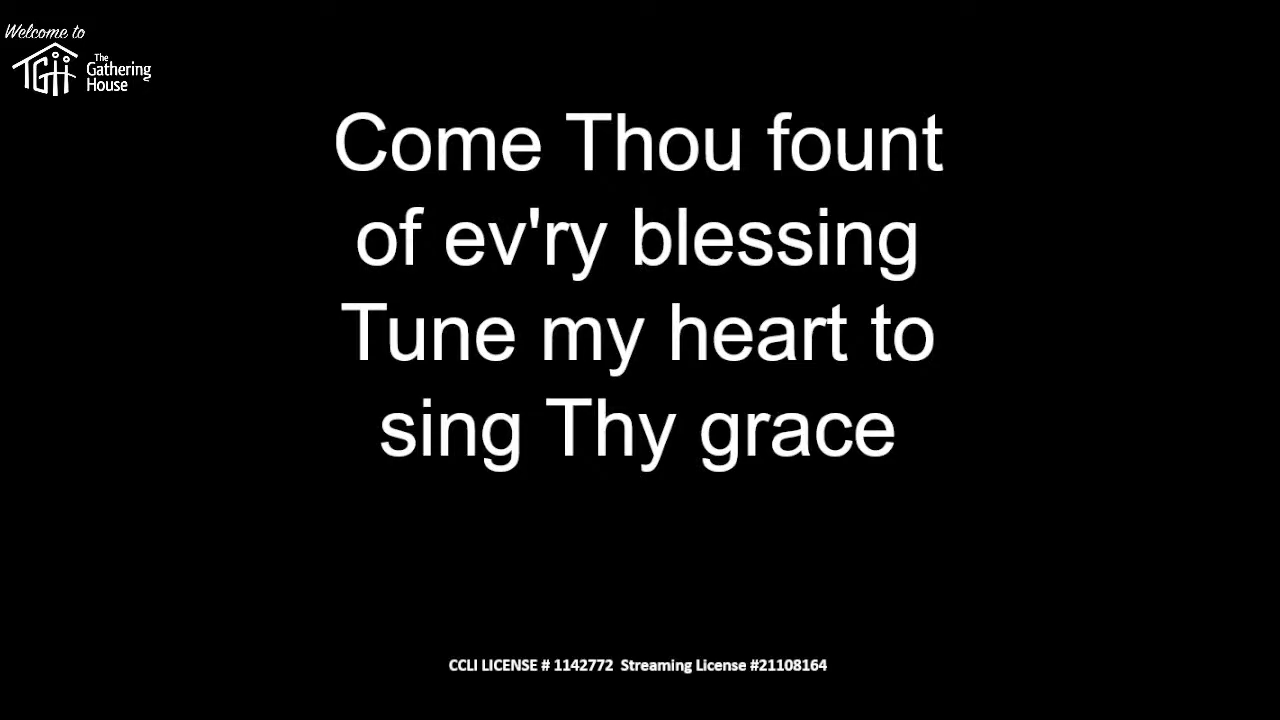 Welcome to
TGH
The
Gathering
House
Come Thou fount
of ev'ry blessing
Tune my heart to
sing Thy grace
CCLI LICENSE # 1142772  Streaming License #21108164